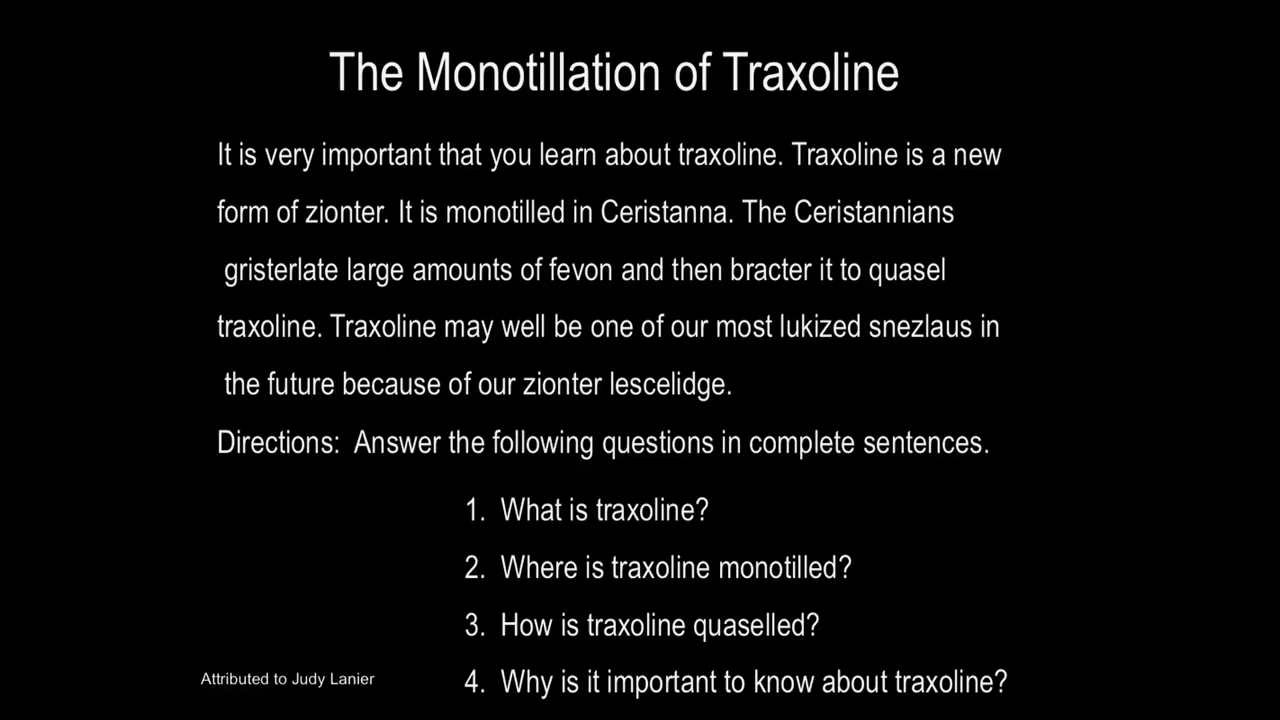 The Monotillation of Traxoline
It is very important that you learn about traxoline. Traxoline is a new
form of zionter. It is monotilled in Ceristanna. The Ceristannians
gristerlate large amounts of fevon and then bracter it to quasel
traxoline. Traxoline may well be one of our most lukized snezlaus in
the future because of our zionter lescelidge.
Directions:  Answer the following questions in complete sentences.
1.  What is traxoline?
2.  Where is traxoline monotilled?
3.  How is traxoline quaselled?
4.  Why is it important to know about traxoline?
Attributed to Judy Lanier